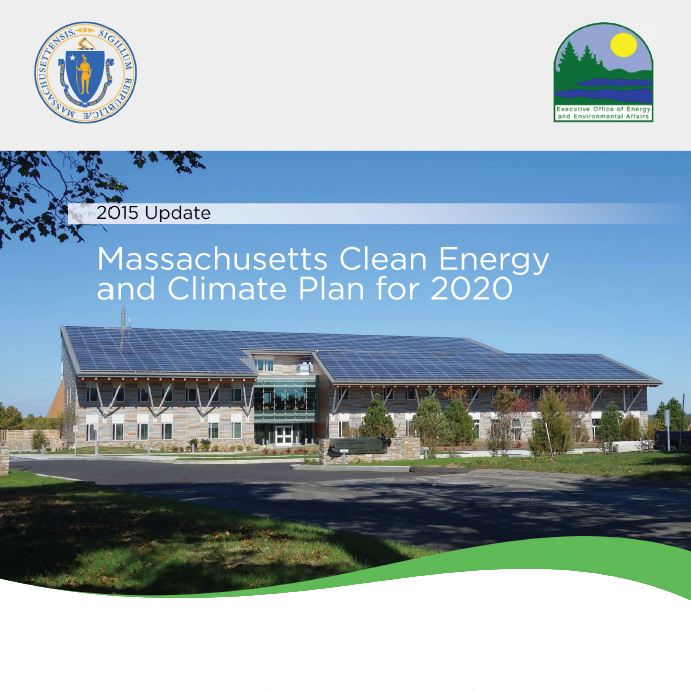 SIGILLUM REIPUBLICÆ MASSACHUSETTENSIS
Executive Office of Energy
and Environmental Affairs
2015 Update
Massachusetts Clean Energy
and Climate Plan for 2020